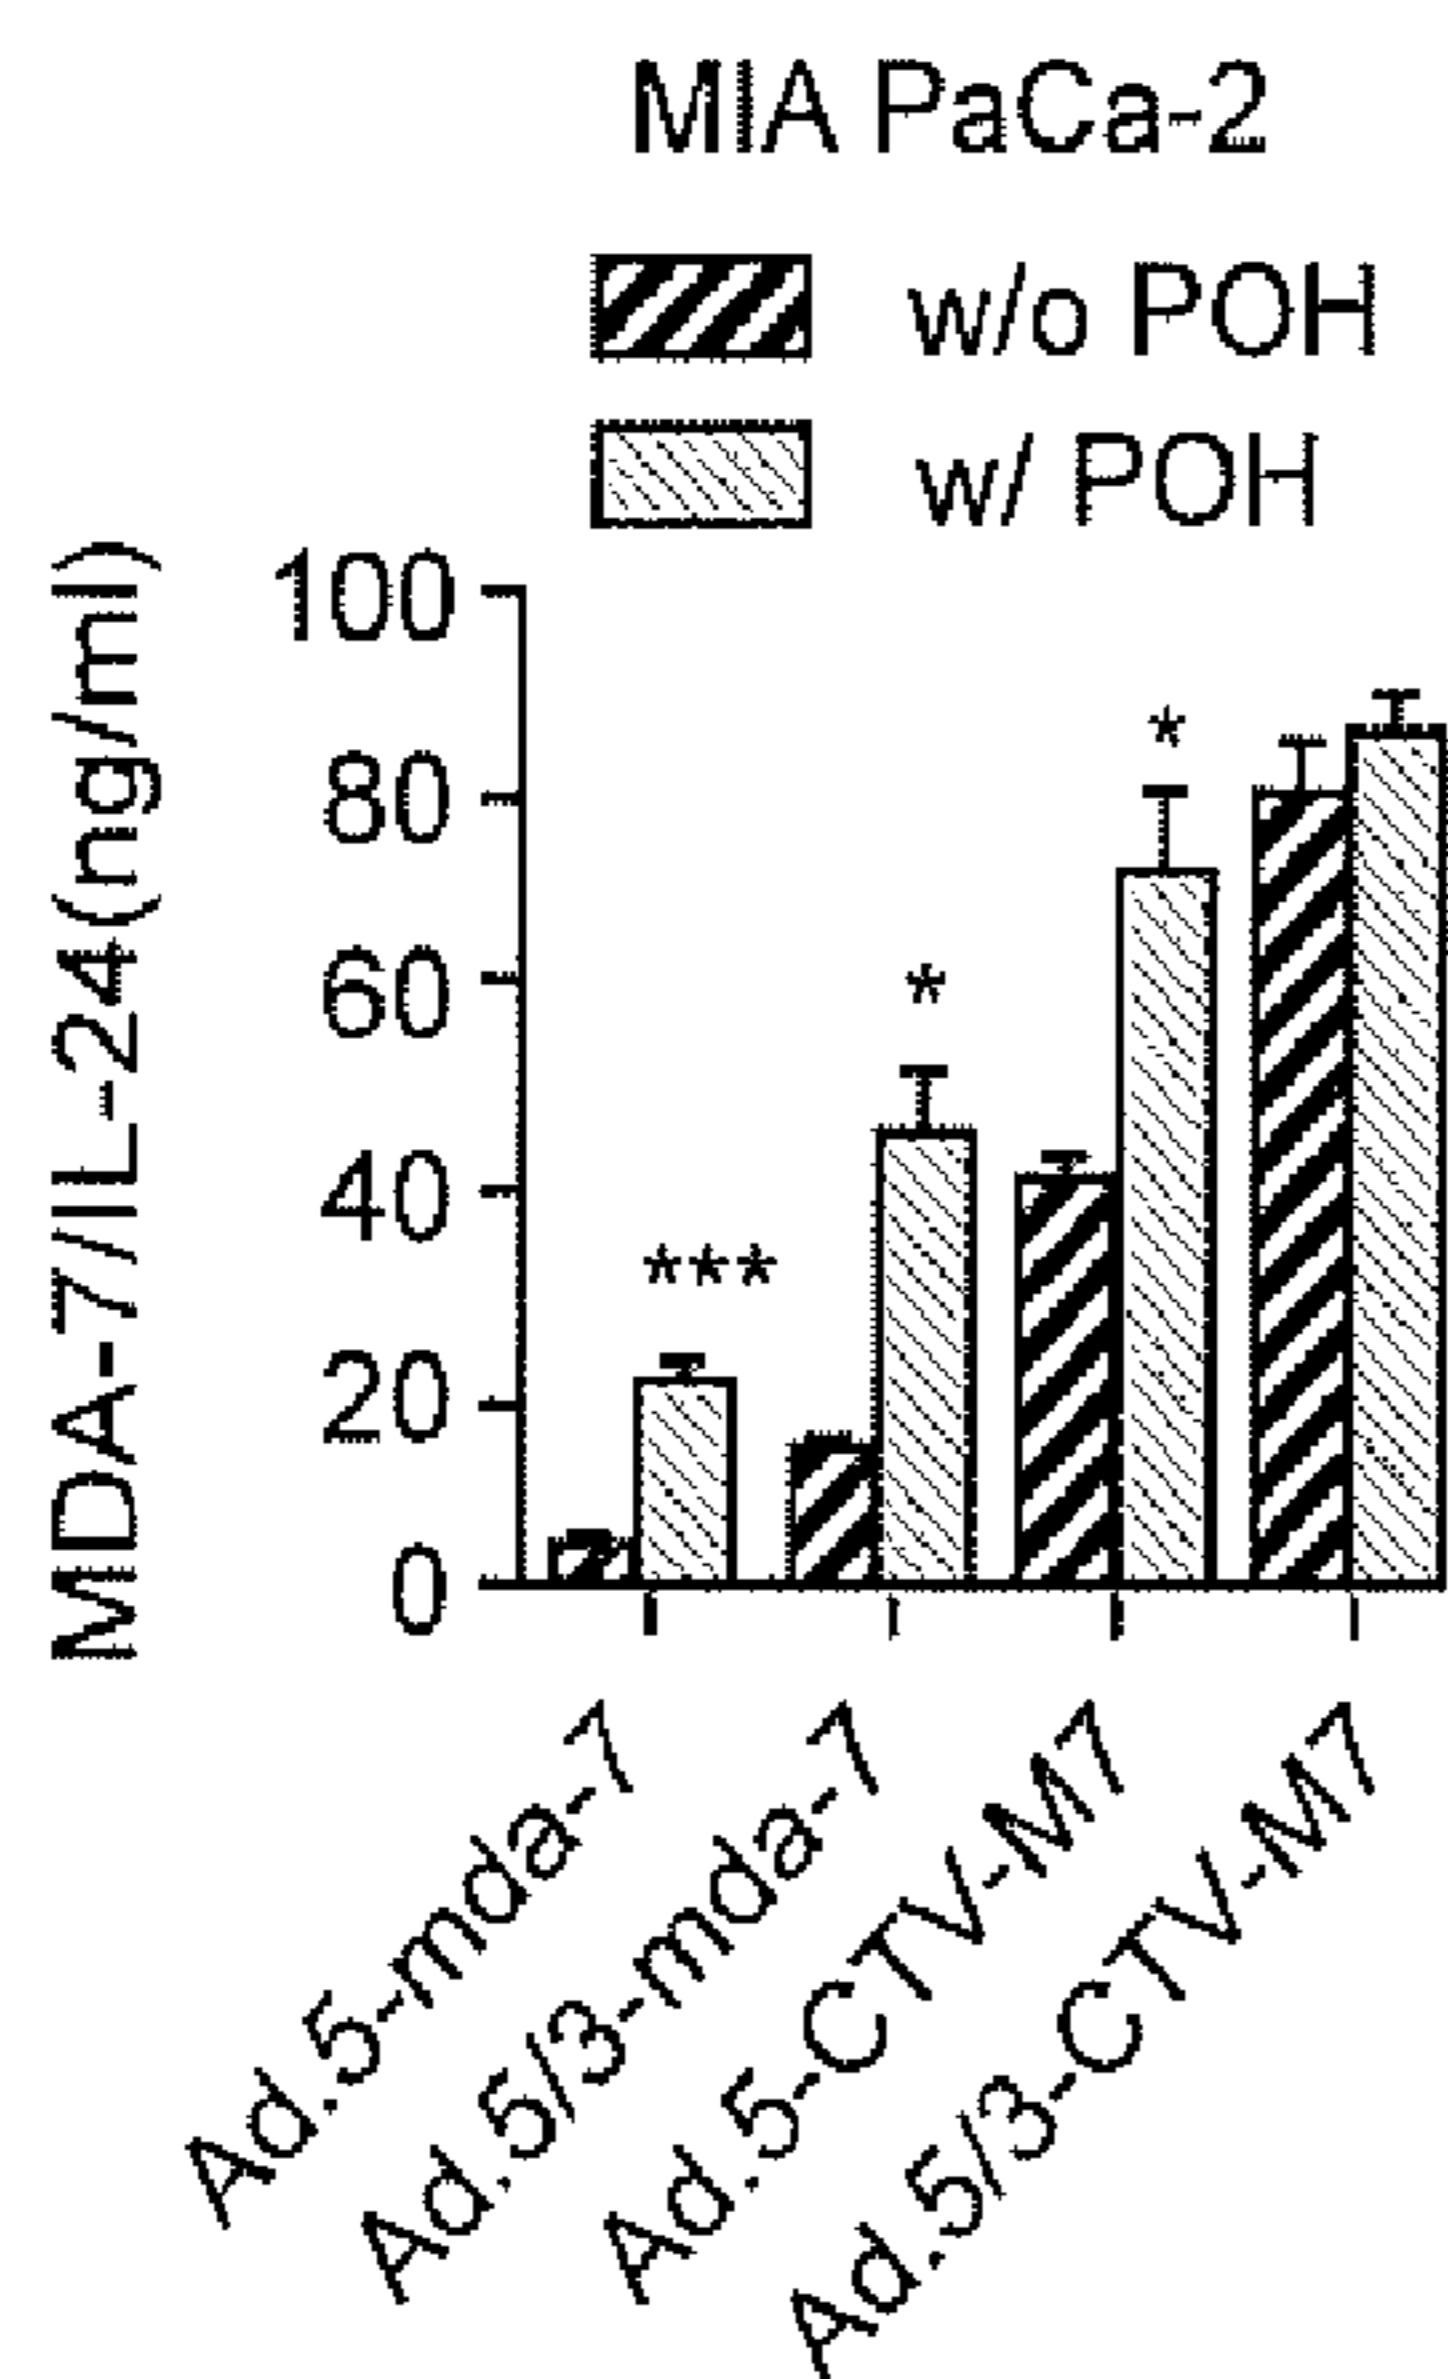 MIA PaCa-2
w/o POH
w/ POH
MDA-7/IL-24(ng/ml)
100
80
60
40
20
0
***
*
*
Ad.5-mda-7
Ad.5/3-mda-7
Ad.5-CTV-M7
Ad.5/3-CTV-M7